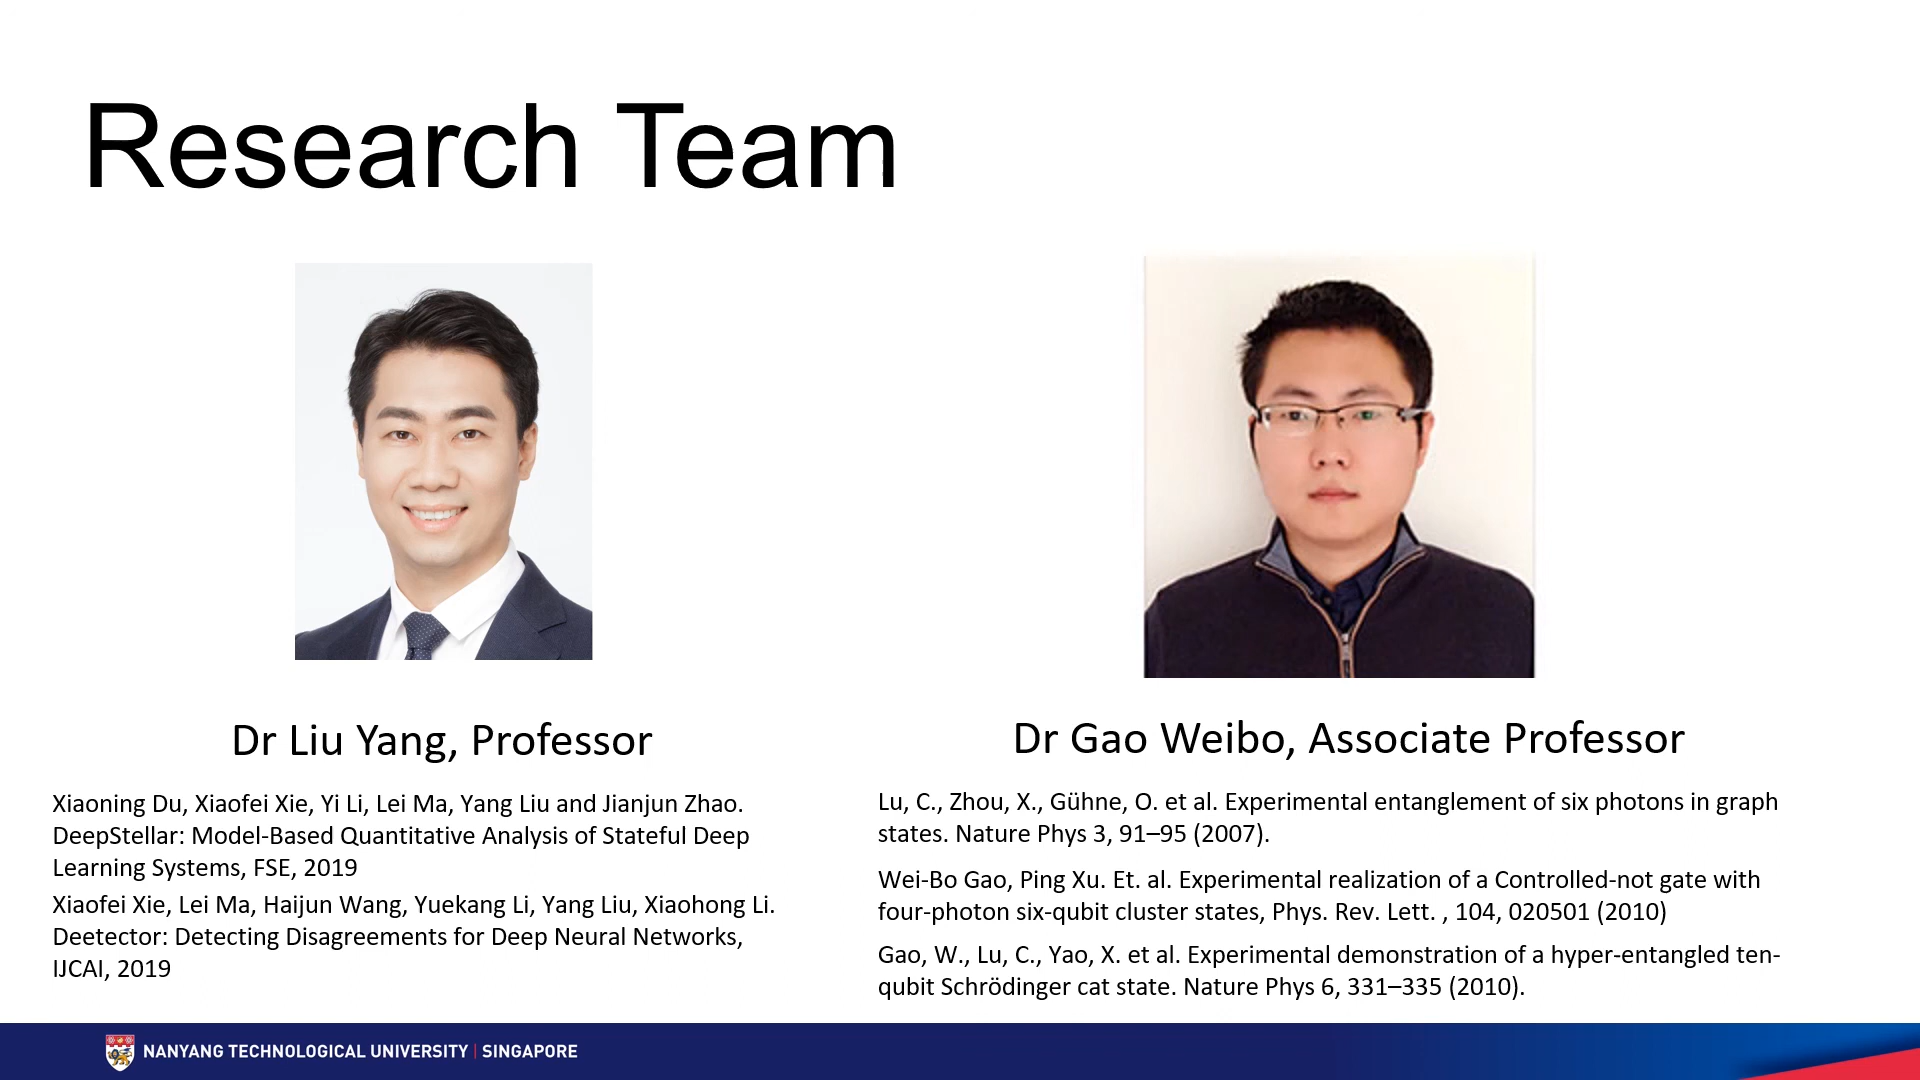 Research Team
Dr Liu Yang, Professor
Xiaoning Du, Xiaofei Xie, Yi Li, Lei Ma, Yang Liu and Jianjun Zhao.
DeepStellar: Model-Based Quantitative Analysis of Stateful Deep
Learning Systems, FSE, 2019
Xiaofei Xie, Lei Ma, Haijun Wang, Yuekang Li, Yang Liu, Xiaohong Li.
Deetector: Detecting Disagreements for Deep Neural Networks,
IJCAI, 2019
Dr Gao Weibo, Associate Professor
Lu, C., Zhou, X., Gühne, O. et al. Experimental entanglement of six photons in graph
states. Nature Phys 3, 91–95 (2007).
Wei-Bo Gao, Ping Xu. Et. al. Experimental realization of a Controlled-not gate with
four-photon six-qubit cluster states, Phys. Rev. Lett. , 104, 020501 (2010)
Gao, W., Lu, C., Yao, X. et al. Experimental demonstration of a hyper-entangled ten-
qubit Schrödinger cat state. Nature Phys 6, 331–335 (2010).
NANYANG TECHNOLOGICAL UNIVERSITY | SINGAPORE